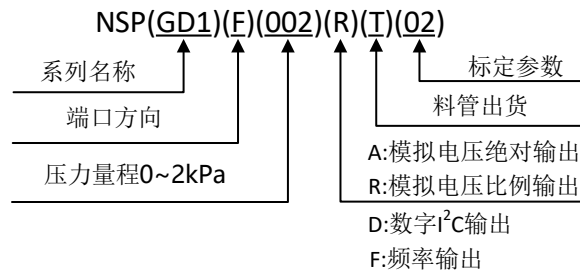 NSP(GD1)(F)(002)(R)(T)(02)
系列名称
标定参数
端口方向
料管出货
压力量程0~2kPa
A:模拟电压绝对输出
R:模拟电压比例输出
D:数字I²C输出
F:频率输出